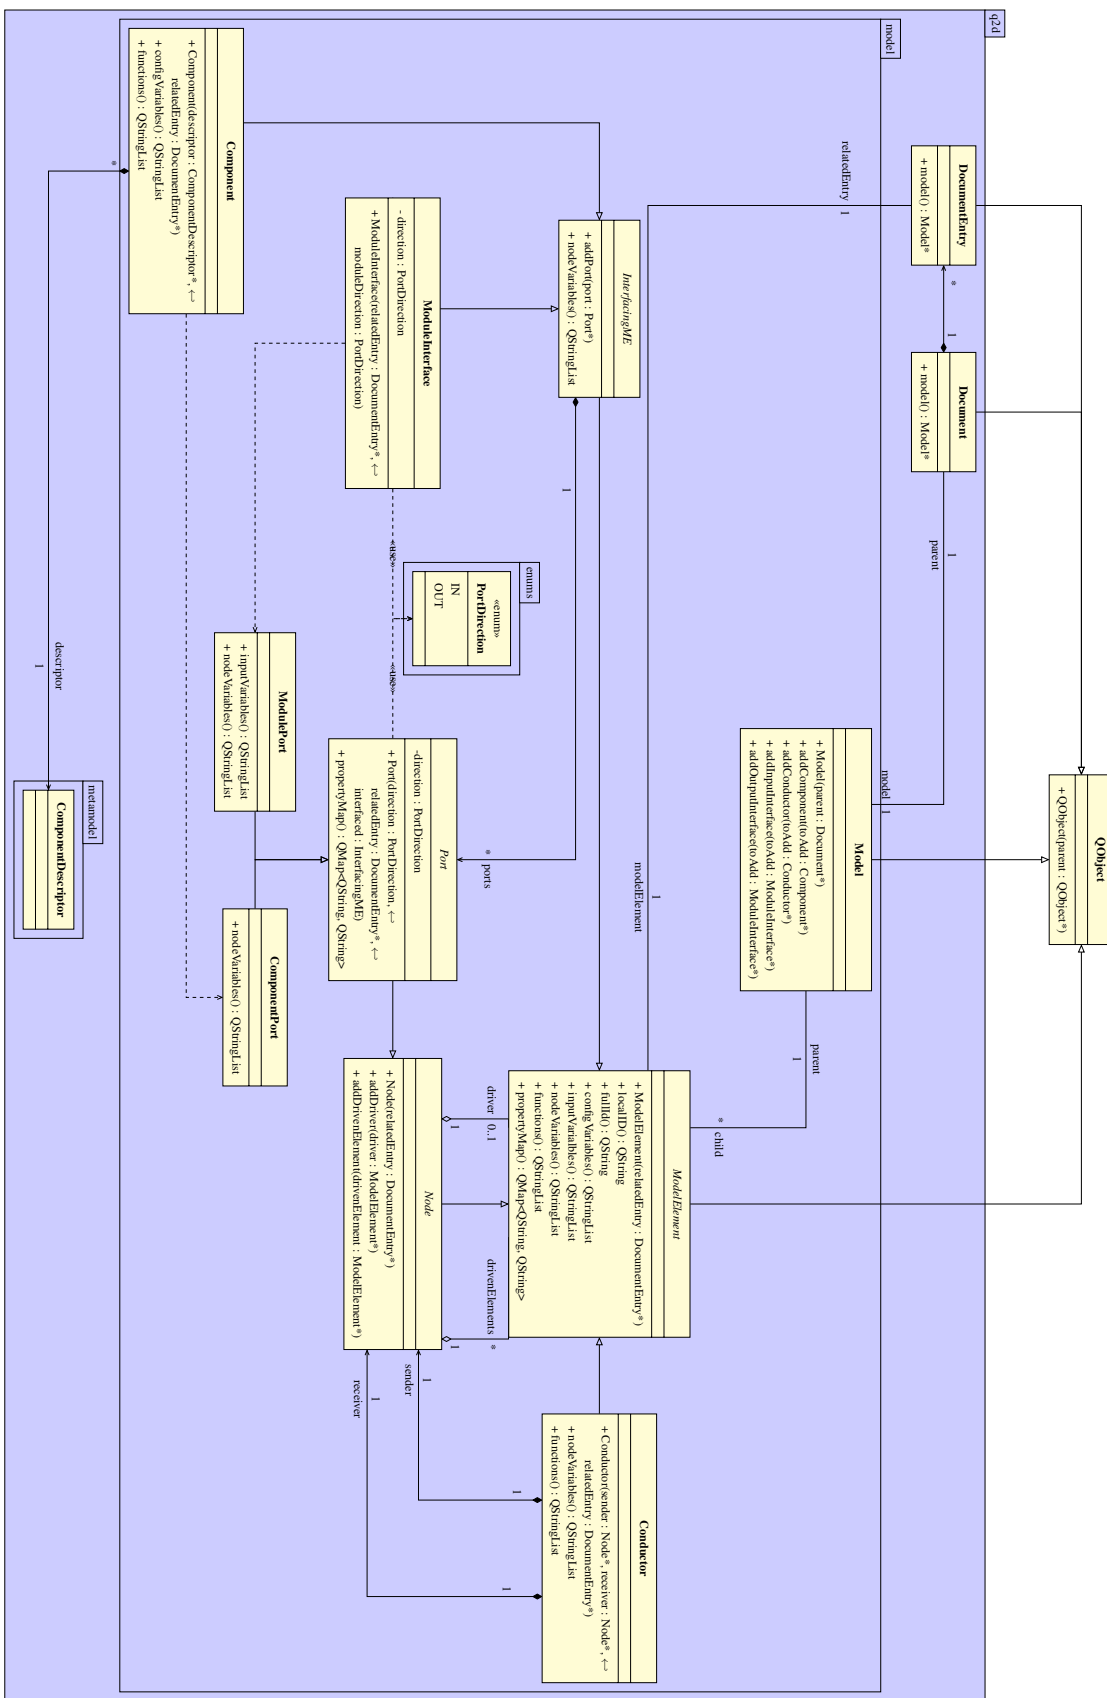 q2d
QObject
+ QObject(parent : QObject*)
DocumentEntry
+ model() : Model*
*
1
Document
+ model() : Model*
1
parent
model
relatedEntry 1
model 1
Model
+ Model(parent : Document*)
+ addComponent(toAdd : Component*)
+ addConductor(toAdd : Conductor*)
+ addInputInterface(toAdd : ModuleInterface*)
+ addOutputInterface(toAdd : ModuleInterface*)
parent
1
* child
1
modelElement
ModelElement
+ ModelElement(relatedEntry : DocumentEntry*)
+ localID() : QString
+ fullId() : QString
+ configVariables() : QStringList
+ inputVarialbles() : QStringList
+ nodeVariables() : QStringList
+ functions() : QStringList
+ propertyMap() : QMap<QString, QString>
Conductor
+ Conductor(sender : Node*, receiver : Node*, ↩
relatedEntry : DocumentEntry*)
+ nodeVariables() : QStringList
+ functions() : QStringList
InterfacingME
+ addPort(port : Port*)
+ nodeVariables() : QStringList
1
* ports
ModuleInterface
- direction : PortDirection
+ ModuleInterface(relatedEntry : DocumentEntry*, ↩
moduleDirection : PortDirection)
enums
«enum»
PortDirection
IN
OUT
«use»
«use»
Port
-direction : PortDirection
+ Port(direction : PortDirection, ↩
relatedEntry : DocumentEntry*, ↩
interfaced : InterfacingME)
+ propertyMap() : QMap<QString, QString>
driver 0..1
1
drivenElements *
1
Node
+ Node(relatedEntry : DocumentEntry*)
+ addDriver(driver : ModelElement*)
+ addDrivenElement(drivenElement : ModelElement*)
1
sender
1
1
receiver
1
Component
+ Component(descriptor : ComponentDescriptor*, ↩
relatedEntry : DocumentEntry*)
+ configVariables() : QStringList
+ functions() : QStringList
*
ModulePort
+ inputVariables() : QStringList
+ nodeVariables() : QStringList
ComponentPort
+ nodeVariables() : QStringList
descriptor
1
metamodel
ComponentDescriptor